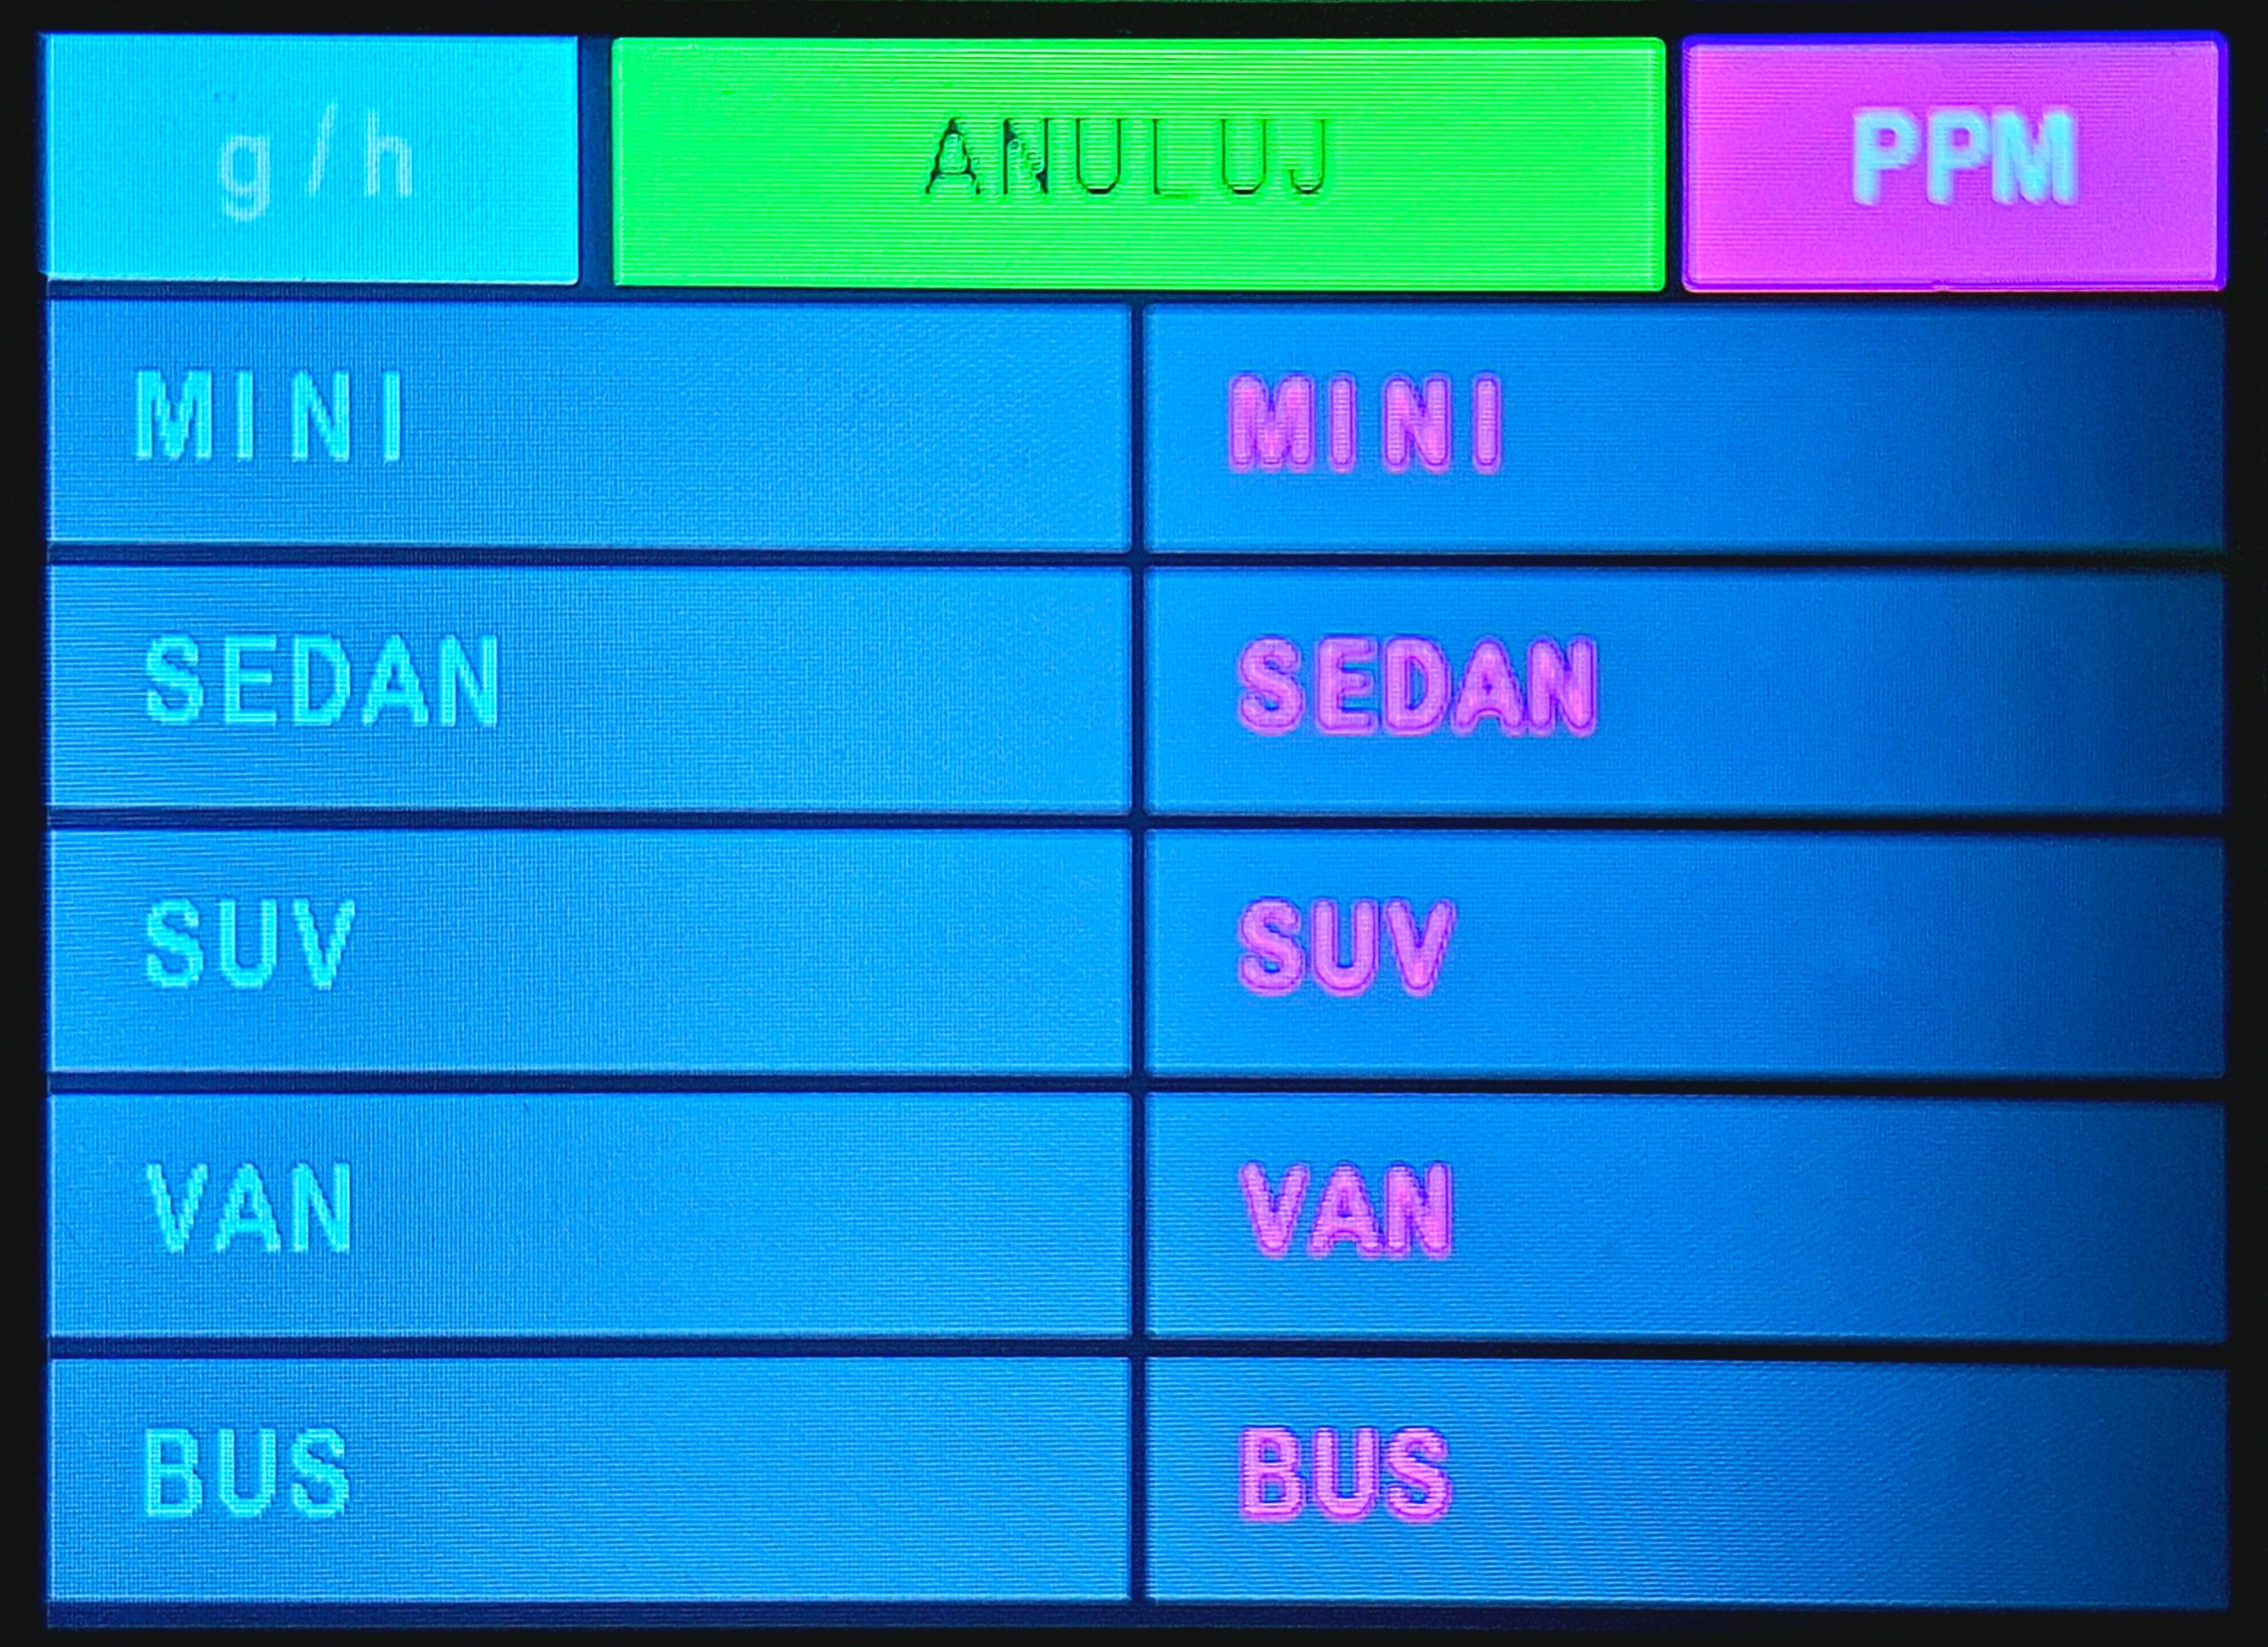 g/h ANULUJ PPM
MINI MINI
SEDAN SEDAN
SUV SUV
VAN VAN
BUS BUS